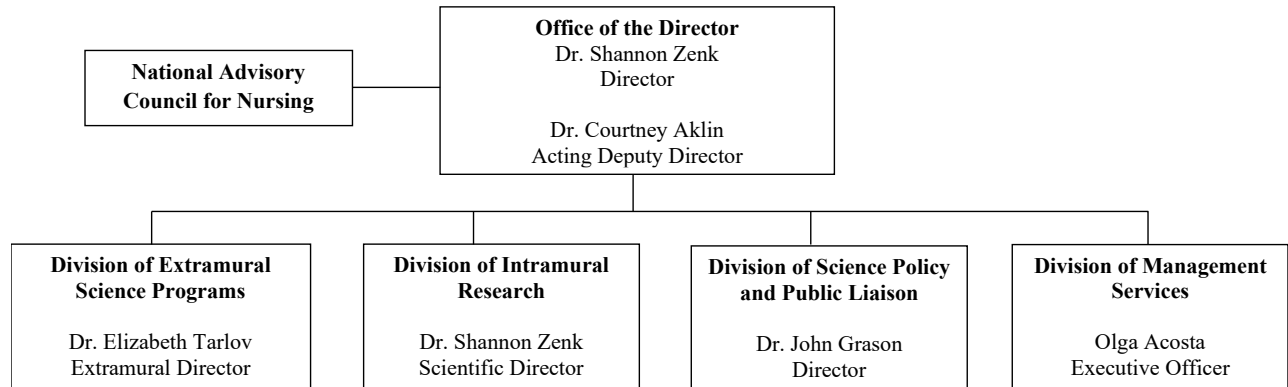 Office of the Director
Dr. Shannon Zenk
Director
Dr. Courtney Aklin
Acting Deputy Director
National Advisory
Council for Nursing
Division of Extramural
Science Programs
Dr. Elizabeth Tarlov
Extramural Director
Division of Intramural
Research
Dr. Shannon Zenk
Scientific Director
Division of Science Policy
and Public Liaison
Dr. John Grason
Director
Division of Management
Services
Olga Acosta
Executive Officer